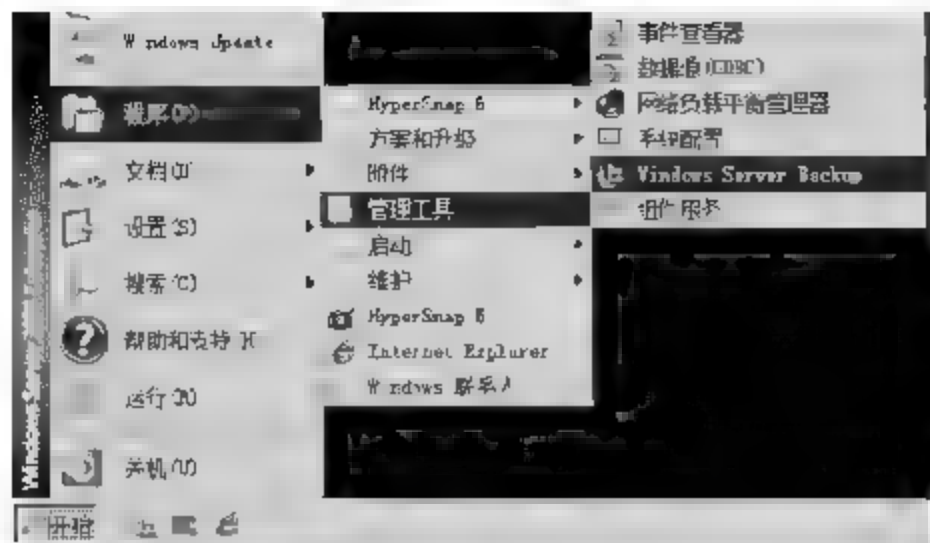 Windows Update
程序(P)
文档(D)
设置(S)
搜索(C)
帮助和支持(H)
运行(R)
关机(U)
开始
HyperSnap 6
方案和升级
附件
管理工具
启动
维护
HyperSnap 6
Internet Explorer
Windows 联系人
事件查看器
数据源(ODBC)
网络负载平衡管理器
系统配置
Windows Server Backup
组件服务